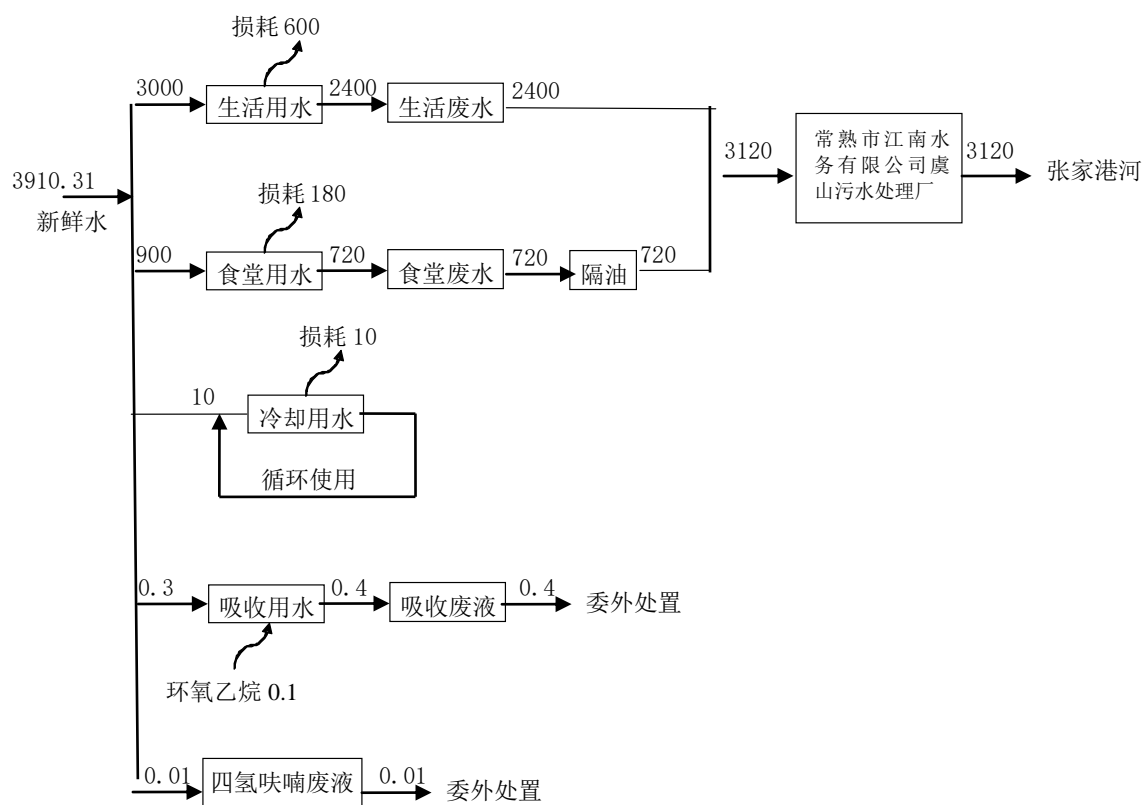 损耗 600
3000
生活用水
2400
生活废水
2400
3910.31
新鲜水
3120
常熟市江南水
务有限公司虞
山污水处理厂
3120
张家港河
损耗 180
900
食堂用水
720
食堂废水
720
隔油
720
损耗 10
10
冷却用水
循环使用
0.3
吸收用水
0.4
吸收废液
0.4
委外处置
环氧乙烷 0.1
0.01
四氢呋喃废液
0.01
委外处置